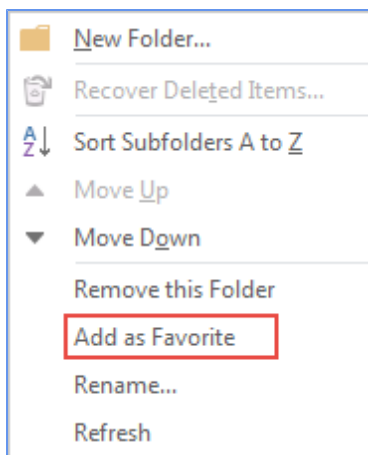 New Folder...
Recover Deleted Items...
A
Z
Sort Subfolders A to Z
Move Up
Move Down
Remove this Folder
Add as Favorite
Rename...
Refresh